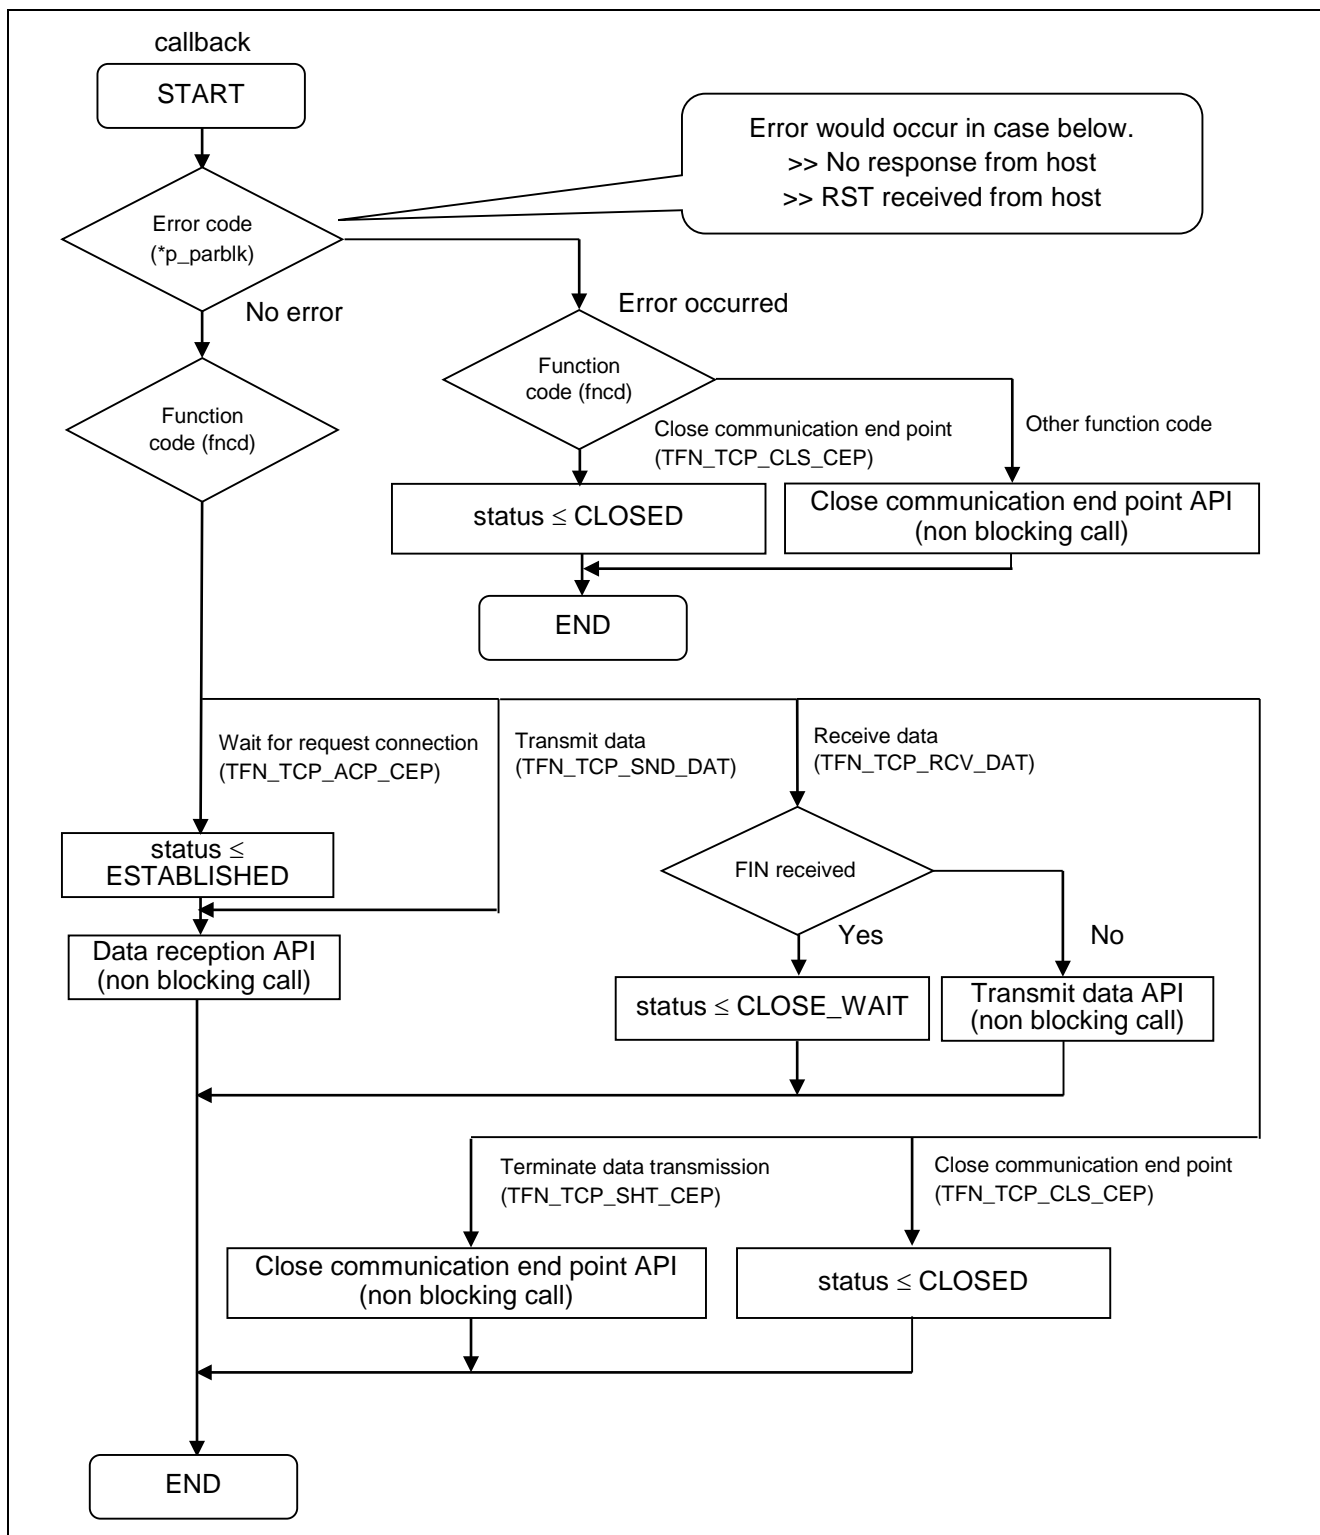 callback
START
Error would occur in case below.
>> No response from host
>> RST received from host
Error code
(*p_parblk)
No error
Error occurred
Function
code (fncd)
Function
code (fncd)
Close communication end point
(TFN_TCP_CLS_CEP)
Other function code
status ≤ CLOSED
Close communication end point API
(non blocking call)
END
Wait for request connection
(TFN_TCP_ACP_CEP)
Transmit data
(TFN_TCP_SND_DAT)
Receive data
(TFN_TCP_RCV_DAT)
status ≤
ESTABLISHED
FIN received
Yes
No
Data reception API
(non blocking call)
status ≤ CLOSE_WAIT
Transmit data API
(non blocking call)
Terminate data transmission
(TFN_TCP_SHT_CEP)
Close communication end point
(TFN_TCP_CLS_CEP)
Close communication end point API
(non blocking call)
status ≤ CLOSED
END